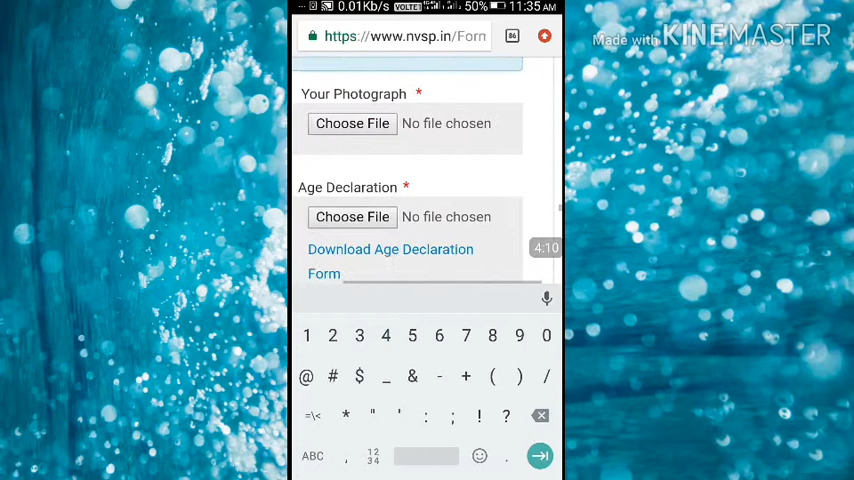 0.01Kb/s VOLTE 50% 11:35 AM
https://www.nvsp.in/Form 86
Made with KINEMASTER
Your Photograph *
Choose File No file chosen
Age Declaration *
Choose File No file chosen
Download Age Declaration
Form
4:10
1 2 3 4 5 6 7 8 9 0
@ # $ _ & - + ( ) /
=\< * " ' : ; ! ?
ABC , 12 34 .